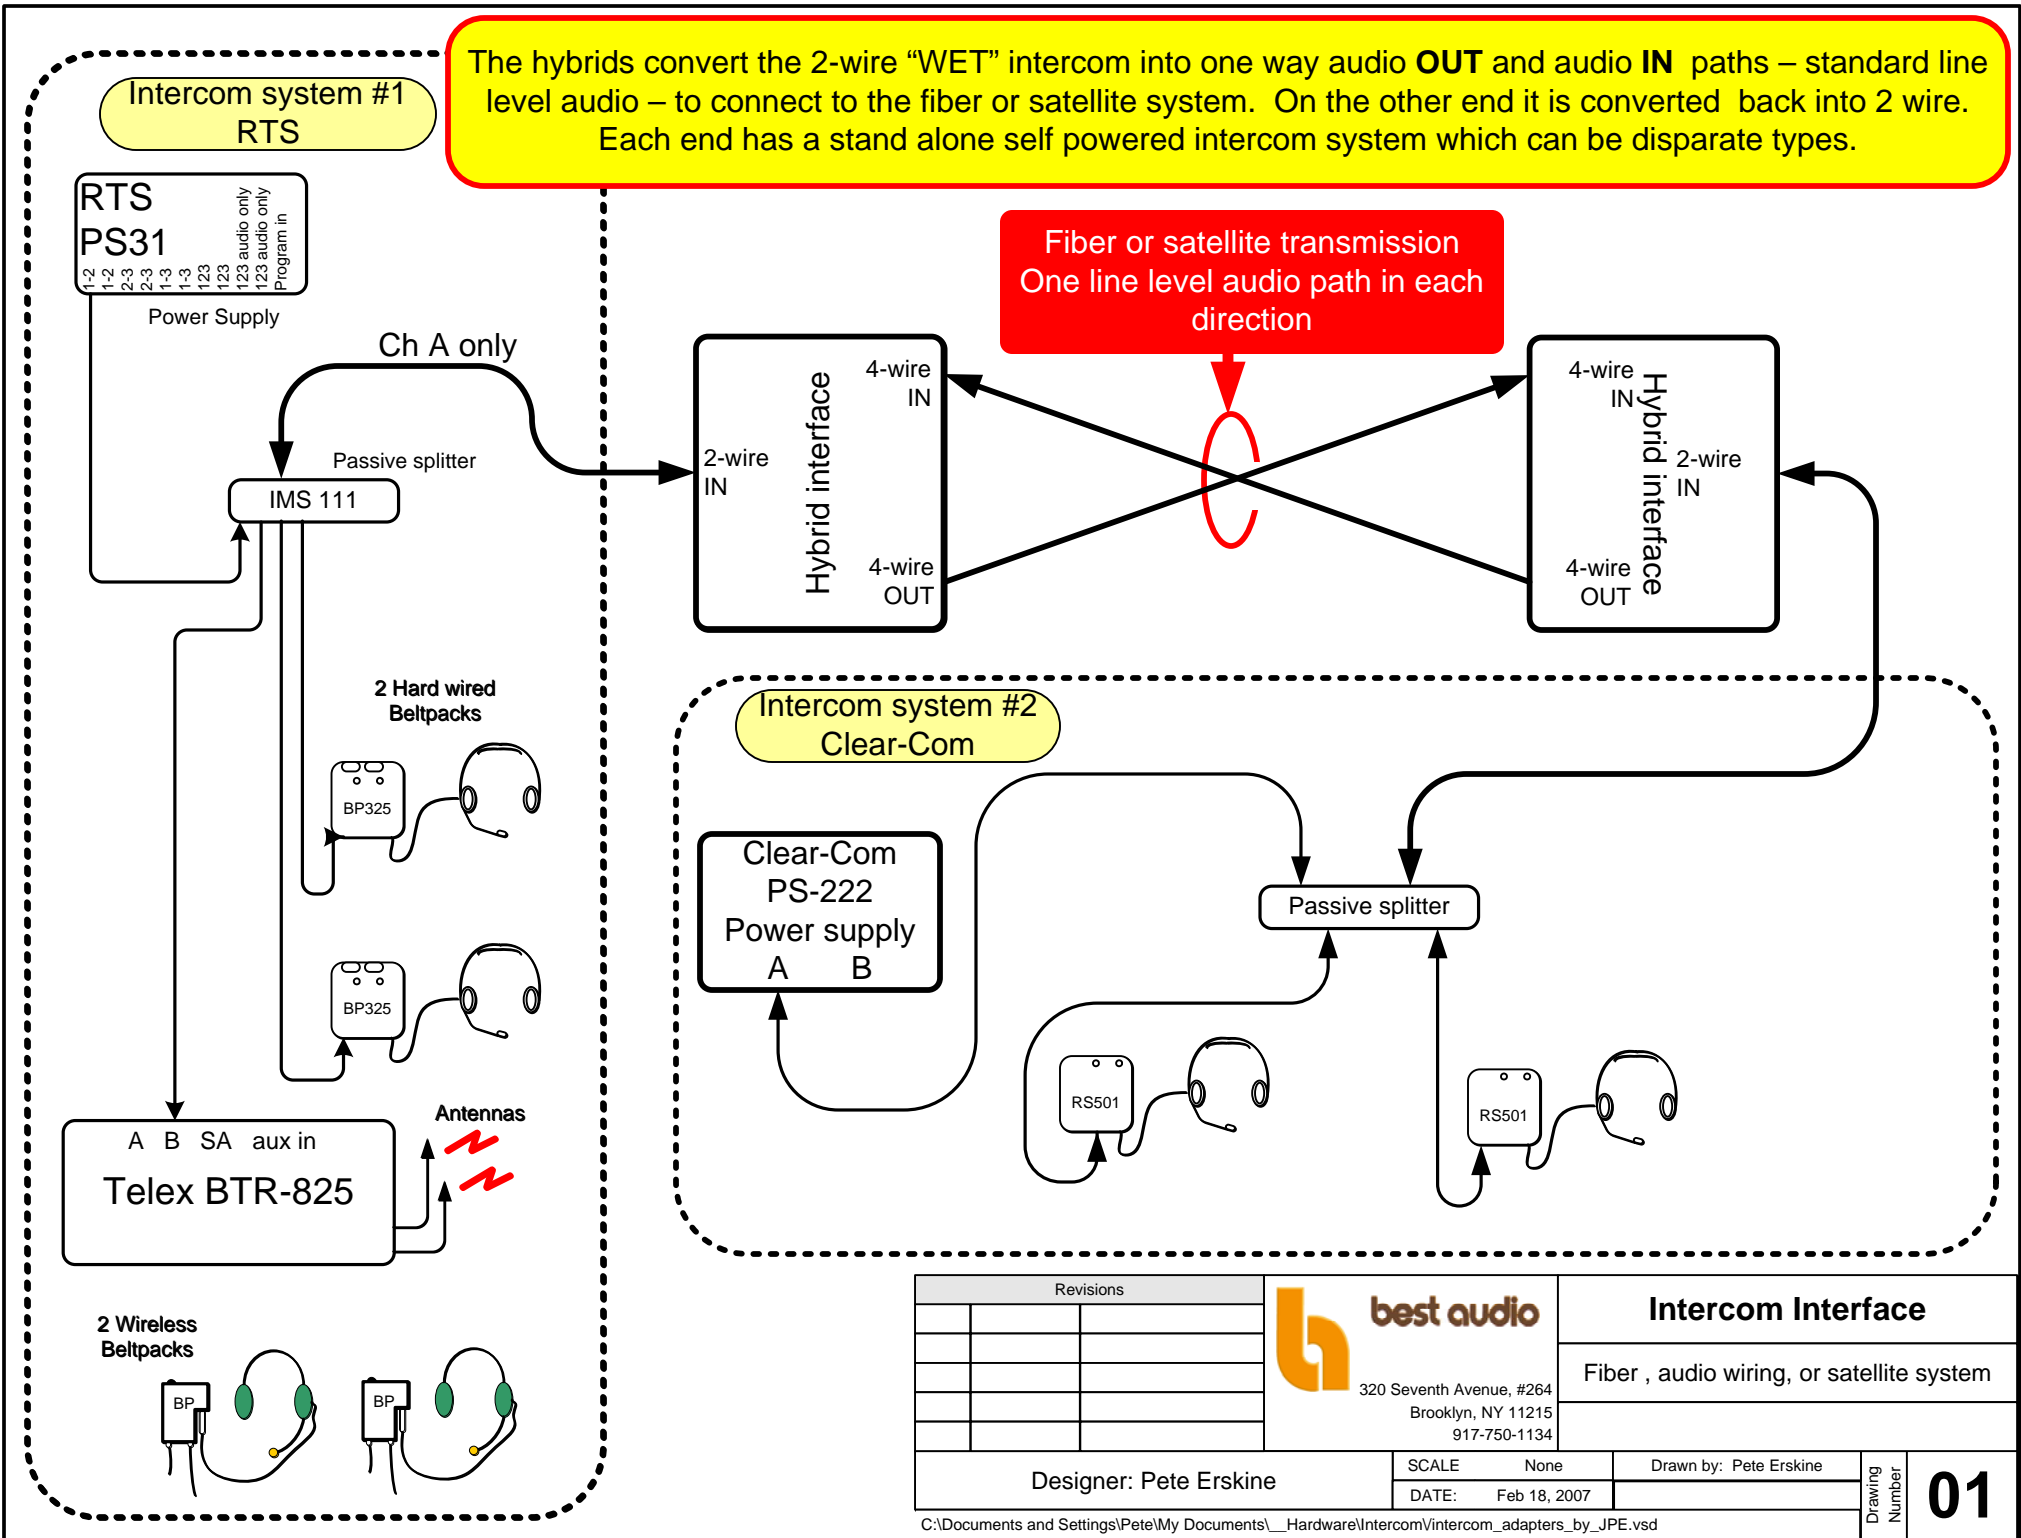 The hybrids convert the 2-wire “WET” intercom into one way audio OUT and audio IN paths – standard line
level audio – to connect to the fiber or satellite system. On the other end it is converted back into 2 wire.
Each end has a stand alone self powered intercom system which can be disparate types.
Intercom system #1
RTS
RTS
PS31
1-2
1-2
2-3
2-3
1-3
1-3
123
123
123 audio only
123 audio only
Program in
Power Supply
Ch A only
Passive splitter
IMS 111
Fiber or satellite transmission
One line level audio path in each
direction
2-wire
IN
Hybrid interface
4-wire
IN
4-wire
OUT
4-wire
IN
Hybrid interface
2-wire
IN
4-wire
OUT
2 Hard wired
Beltpacks
BP325
BP325
Antennas
A B SA aux in
Telex BTR-825
2 Wireless
Beltpacks
BP
BP
Intercom system #2
Clear-Com
Clear-Com
PS-222
Power supply
A B
Passive splitter
RS501
RS501
Revisions
best audio
320 Seventh Avenue, #264
Brooklyn, NY 11215
917-750-1134
Intercom Interface
Fiber , audio wiring, or satellite system
Designer: Pete Erskine
SCALE None
DATE: Feb 18, 2007
Drawn by: Pete Erskine
Drawing
Number
01
C:\Documents and Settings\Pete\My Documents\__Hardware\Intercom\/intercom_adapters_by_JPE.vsd